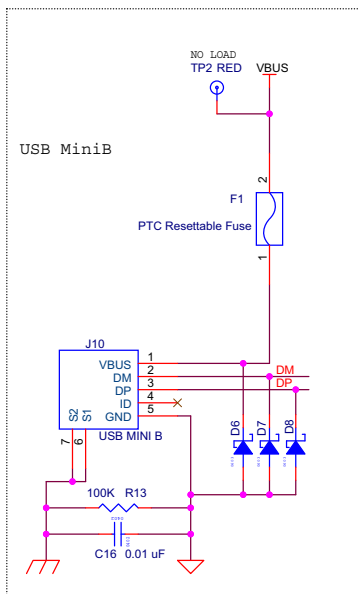 NO LOAD
TP2 RED VBUS
USB MiniB
2
F1
PTC Resettable Fuse
1
J10
VBUS 1
DM 2 DM
DP 3 DP
ID 4
GND 5
S2 S1
7 6
USB MINI B
D6 D7 D8
100K R13
C16 0.01 uF